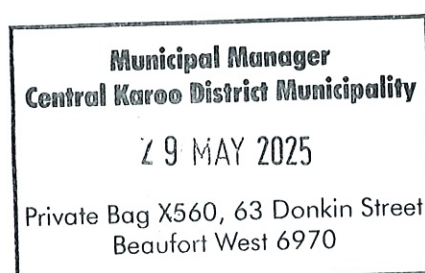 Municipal Manager
Central Karoo District Municipality
29 MAY 2025
Private Bag X560, 63 Donkin Street
Beaufort West 6970